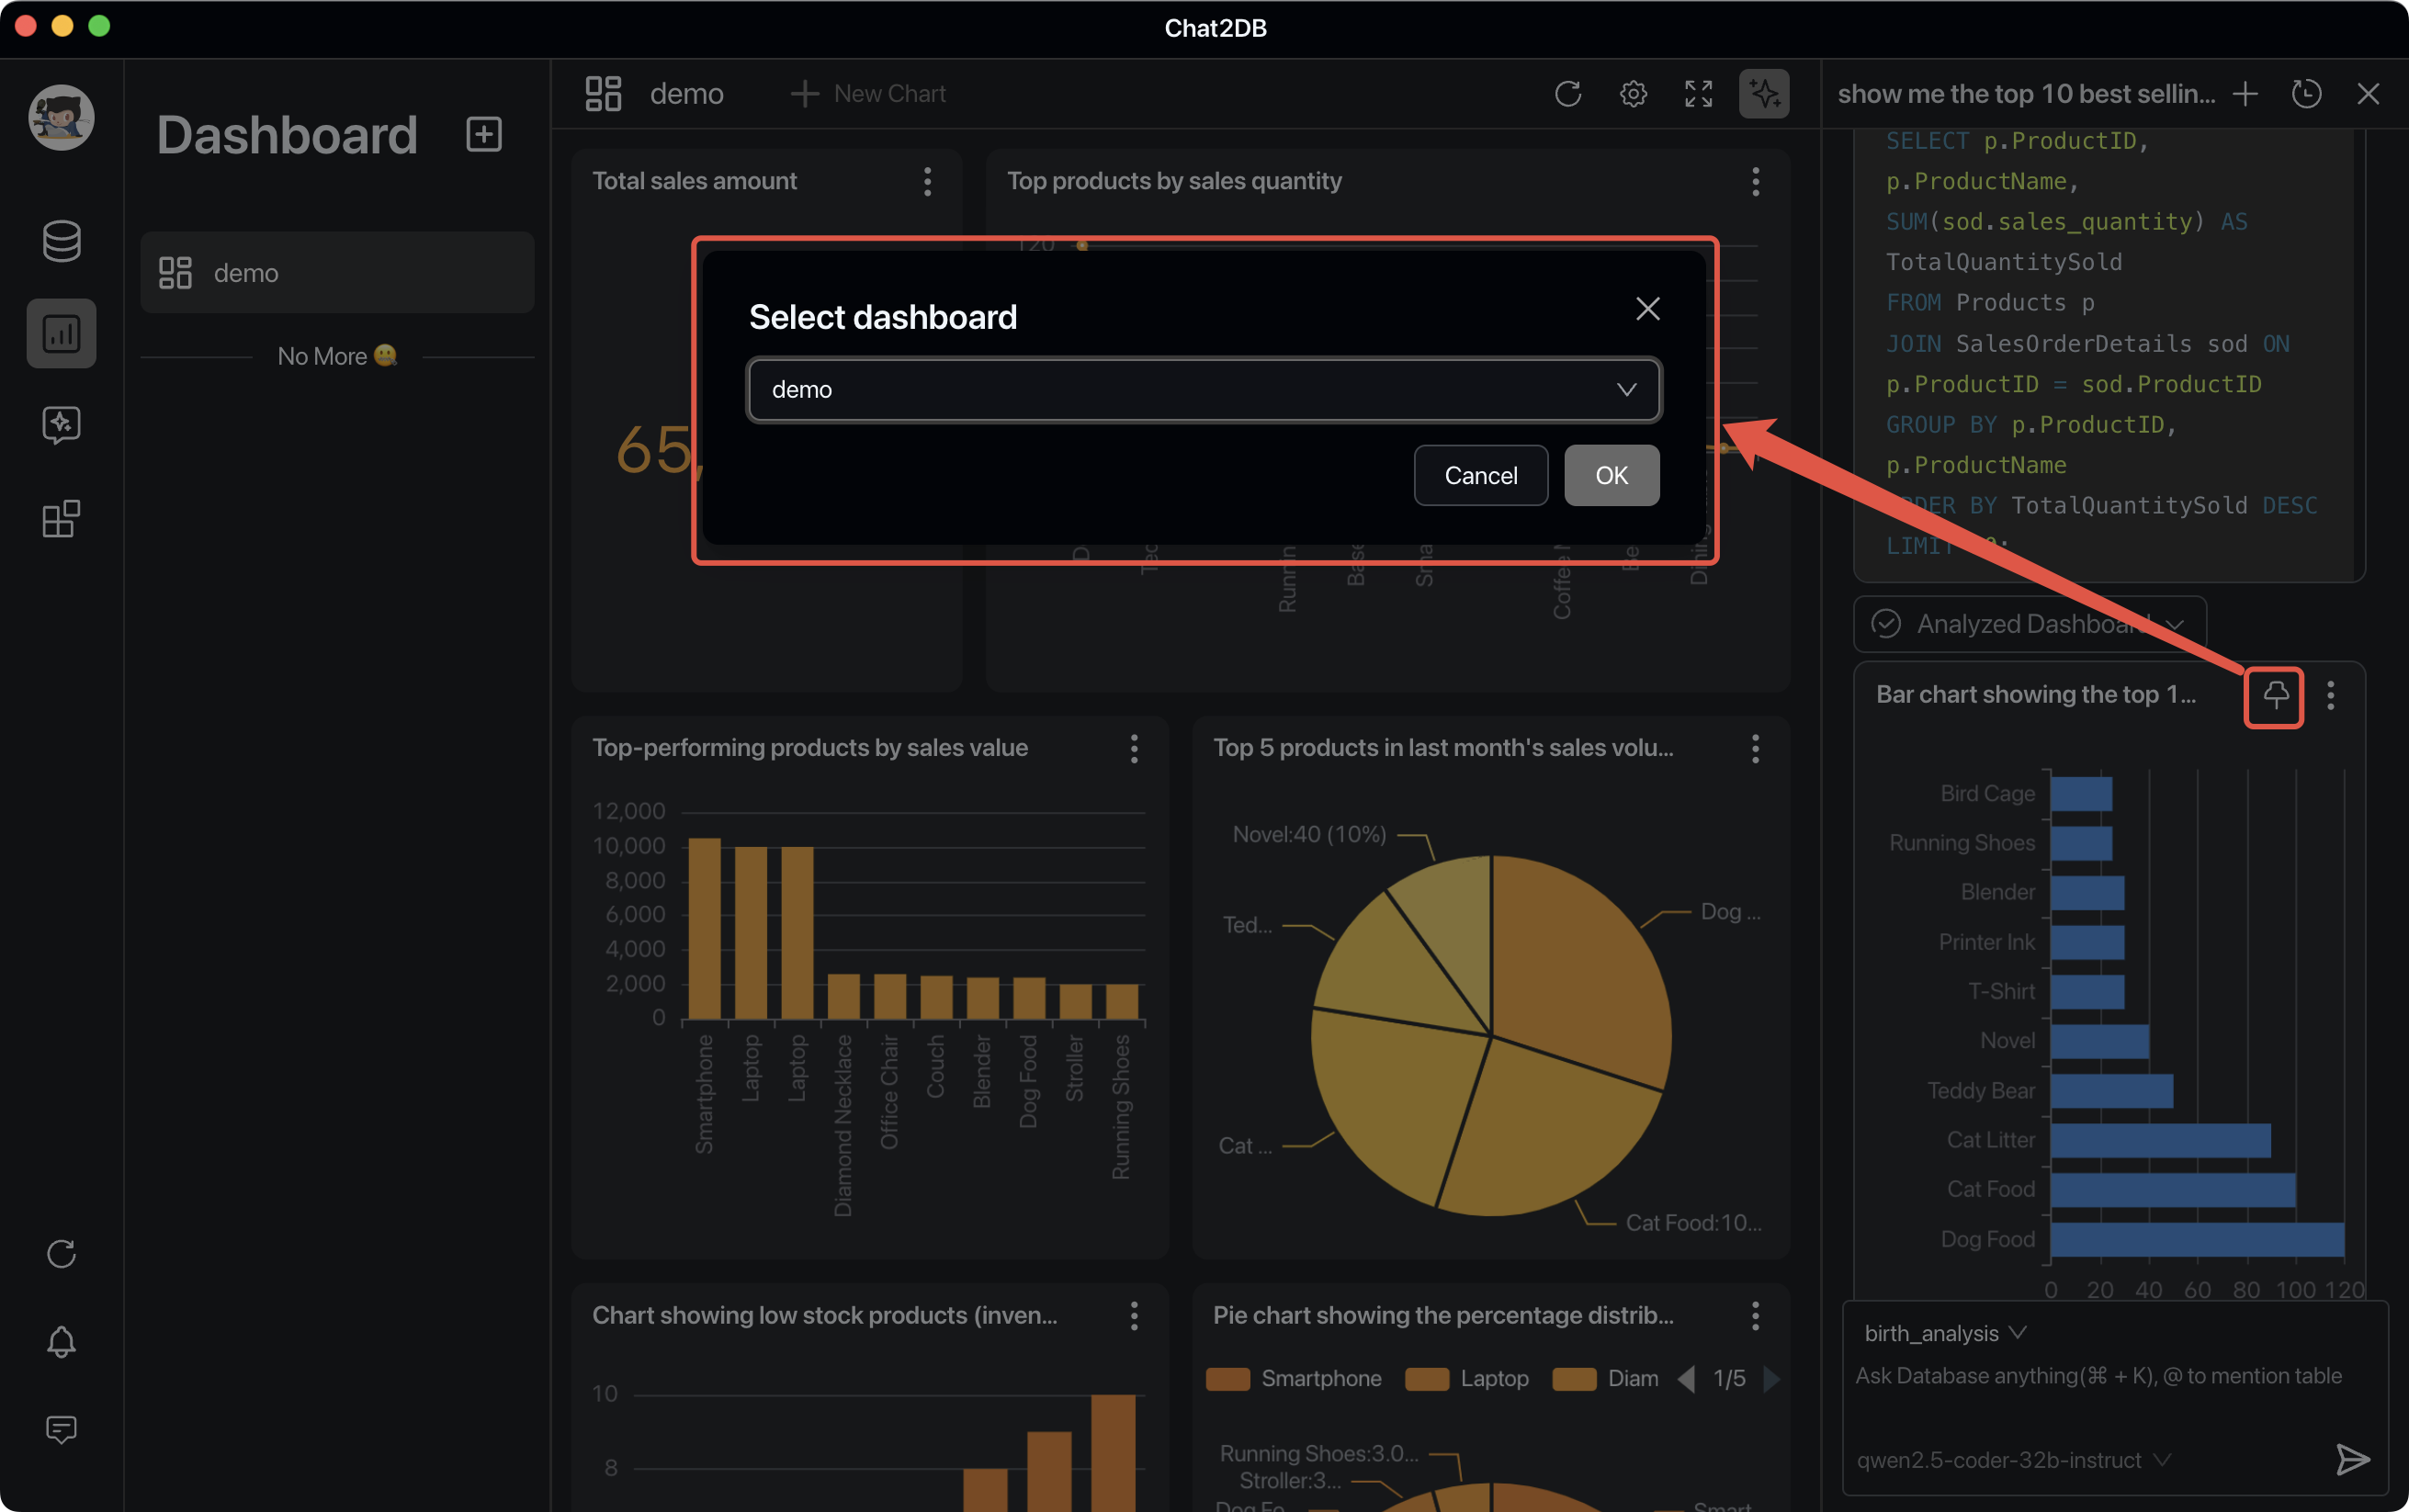 Chat2DB
Dashboard
demo
No More
demo
New Chart
Total sales amount
65,
Top products by sales quantity
120
Select dashboard
demo
Cancel
OK
Top-performing products by sales value
12,000
10,000
8,000
6,000
4,000
2,000
0
Smartphone
Laptop
Laptop
Diamond Necklace
Office Chair
Couch
Blender
Dog Food
Stroller
Running Shoes
Top 5 products in last month's sales volu...
Novel:40 (10%)
Ted...
Dog ...
Cat ...
Cat Food:10...
Chart showing low stock products (inven...
10
8
Pie chart showing the percentage distrib...
Smartphone
Laptop
Diam
1/5
Running Shoes:3.0...
Stroller:3...
show me the top 10 best sellin...
SELECT p.ProductID,
p.ProductName,
SUM(sod.sales_quantity) AS
TotalQuantitySold
FROM Products p
JOIN SalesOrderDetails sod ON
p.ProductID = sod.ProductID
GROUP BY p.ProductID,
p.ProductName
BY TotalQuantitySold DESC
Analyzed Dashboard
Bar chart showing the top 1...
Bird Cage
Running Shoes
Blender
Printer Ink
T-Shirt
Novel
Teddy Bear
Cat Litter
Cat Food
Dog Food
0 20 40 60 80 100 120
birth_analysis
Ask Database anything(⌘ + K), @ to mention table
qwen2.5-coder-32b-instruct